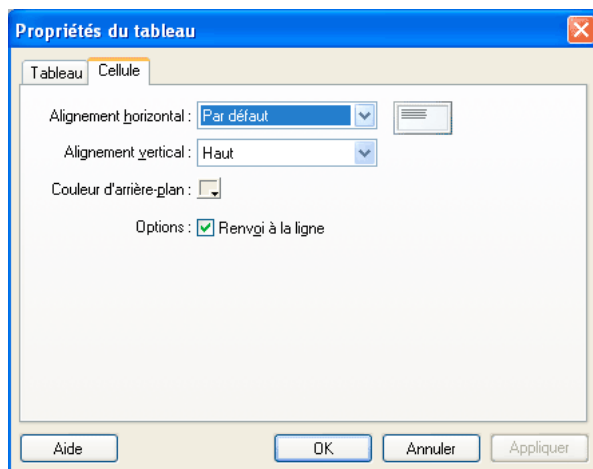 Propriétés du tableau
Tableau
Cellule
Alignement horizontal : Par défaut
Alignement vertical : Haut
Couleur d'arrière-plan :
Options : Renvoi à la ligne
Aide
OK
Annuler
Appliquer